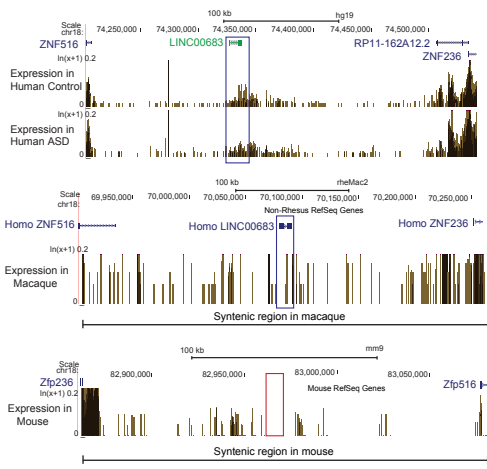 Scale 100 kb hg19
chr18: 74,250,000 74,300,000 74,350,000 74,400,000 74,450,000 74,500,000
ZNF516 LINC00683 RP11-162A12.2
ZNF236
ln(x+1) 0.2
Expression in
Human Control
0
ln(x+1) 0.2
Expression in
Human ASD
0
Scale 100 kb rheMac2
chr18: 69,950,000 70,000,000 70,050,000 70,100,000 70,150,000 70,200,000 70,250,000
Non-Rhesus RefSeq Genes
Homo ZNF516 Homo LINC00683 Homo ZNF236
ln(x+1) 0.2
Expression in
Macaque
0
Syntenic region in macaque
Scale 100 kb mm9
chr18: 82,900,000 82,950,000 83,000,000 83,050,000
Zfp236 Mouse RefSeq Genes Zfp516
ln(x+1) 0.2
Expression in
Mouse
0
Syntenic region in mouse